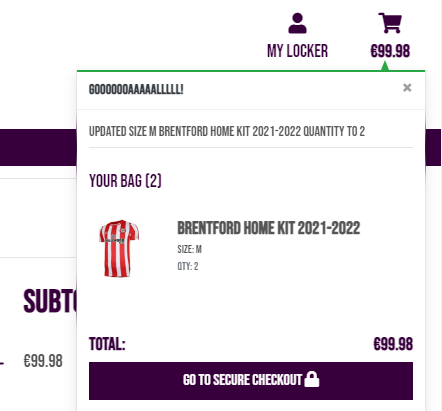 MY LOCKER
€99.98
GOOOOOOAAAAALLLLL!
×
UPDATED SIZE M BRENTFORD HOME KIT 2021-2022 QUANTITY TO 2
YOUR BAG (2)
BRENTFORD HOME KIT 2021-2022
SIZE: M
QTY: 2
SUBTO
€99.98
TOTAL:
€99.98
GO TO SECURE CHECKOUT